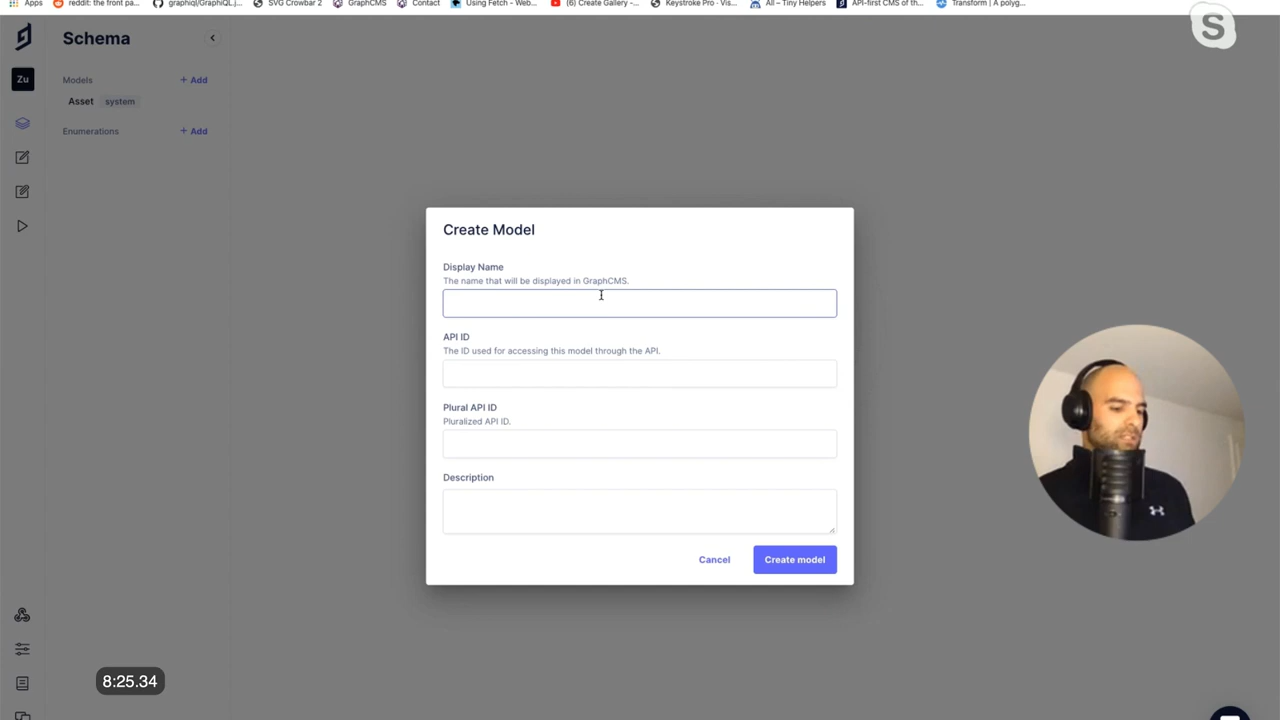 Apps reddit: the front pa... graphiql/GraphiQL.j... SVG Crowbar 2 GraphCMS Contact Using Fetch - Web... (6) Create Gallery -... Keystroke Pro · Vis... All – Tiny Helpers API-first CMS of th... Transform | A polyg...
S
Schema
Zu
Models + Add
Asset system
Enumerations + Add
Create Model
Display Name
The name that will be displayed in GraphCMS.
API ID
The ID used for accessing this model through the API.
Plural API ID
Pluralized API ID.
Description
Cancel Create model
8:25.34